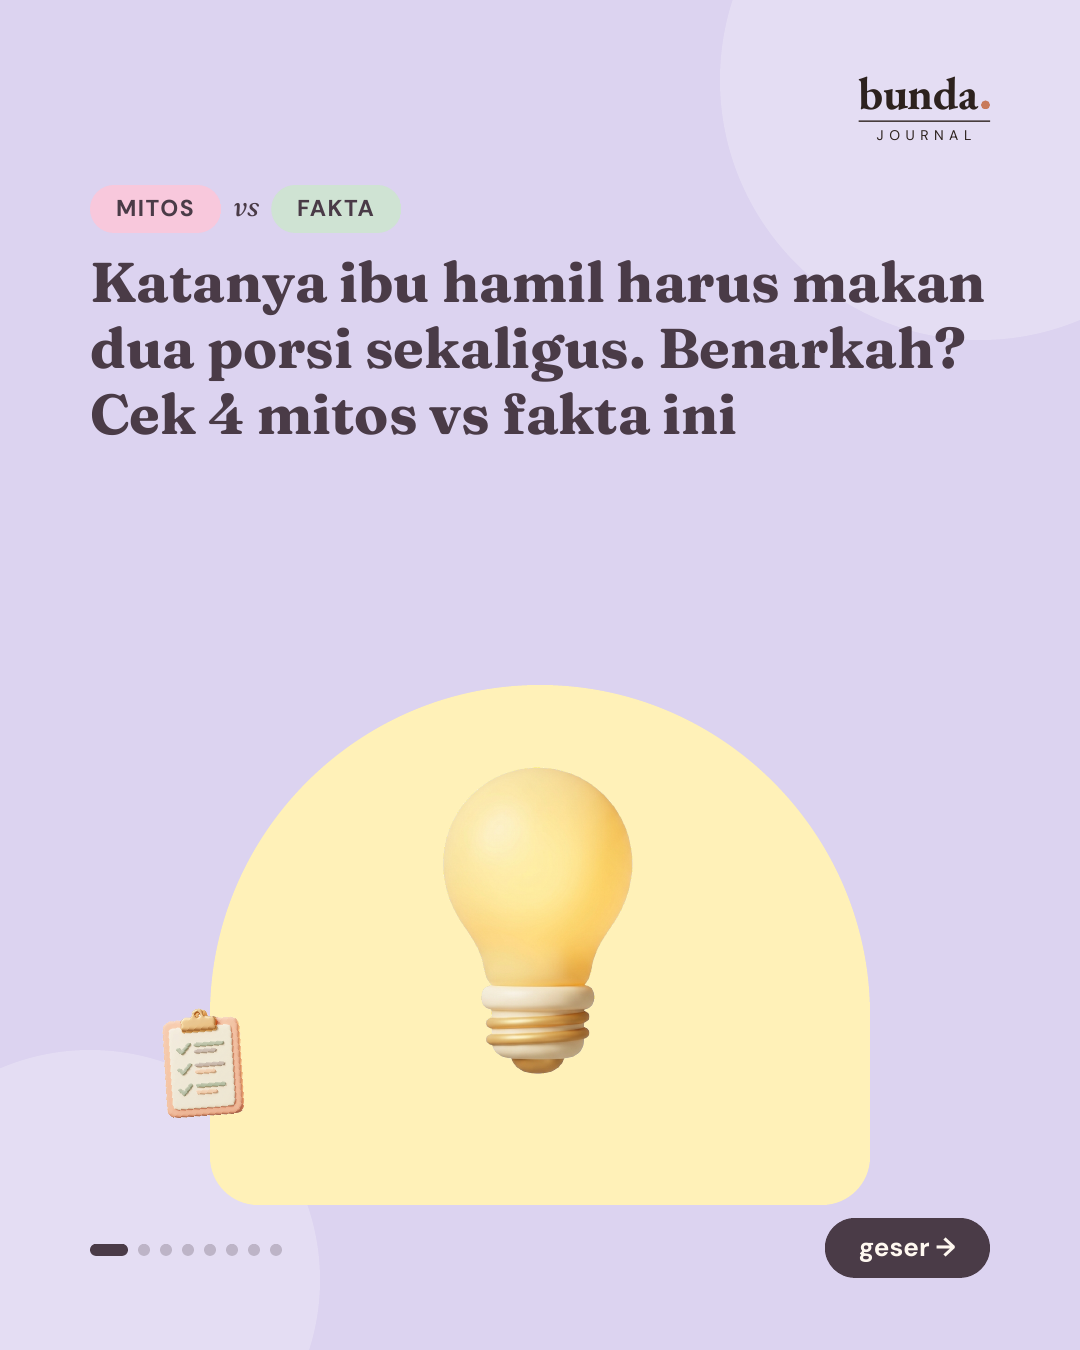 bunda.
JOURNAL
MITOS vs FAKTA
Katanya ibu hamil harus makan
dua porsi sekaligus. Benarkah?
Cek 4 mitos vs fakta ini
geser →